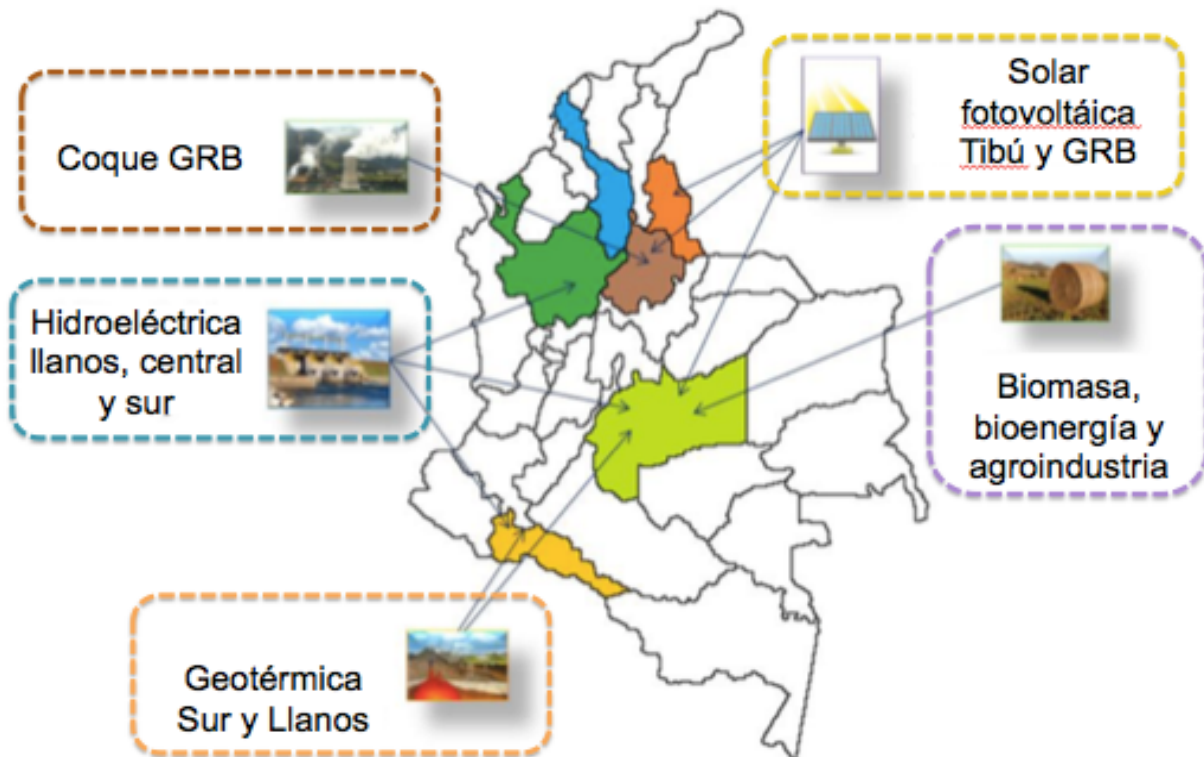 Coque GRB
Solar
fotovoltáica
Tibú y GRB
Hidroeléctrica
llanos, central
y sur
Biomasa,
bioenergía y
agroindustria
Geotérmica
Sur y Llanos